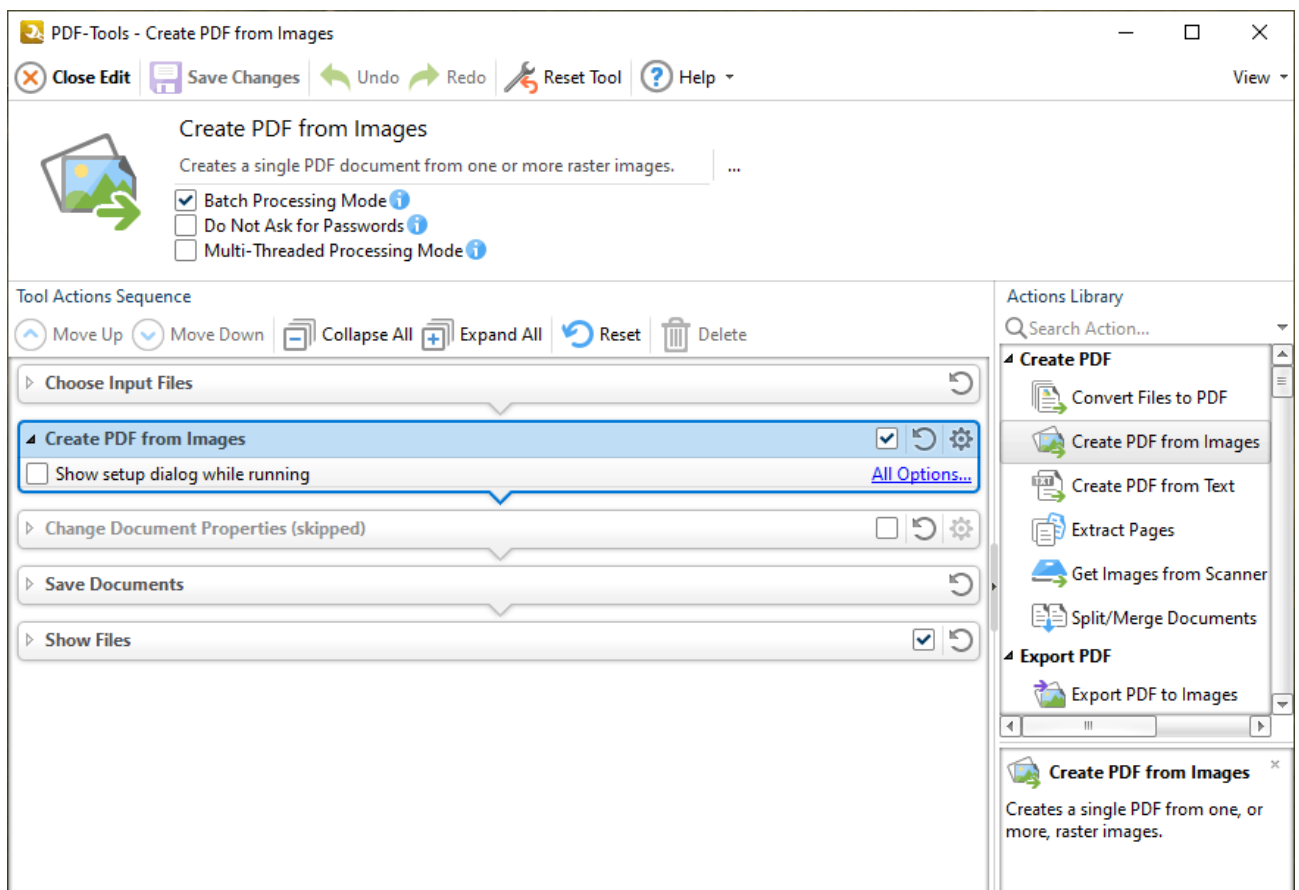 PDF-Tools - Create PDF from Images
Close Edit Save Changes Undo Redo Reset Tool ? Help View
Create PDF from Images
Creates a single PDF document from one or more raster images. ...
Batch Processing Mode i
Do Not Ask for Passwords i
Multi-Threaded Processing Mode i
Tool Actions Sequence
Move Up Move Down Collapse All Expand All Reset Delete
Choose Input Files
Create PDF from Images
Show setup dialog while running All Options...
Change Document Properties (skipped)
Save Documents
Show Files
Actions Library
Search Action...
Create PDF
Convert Files to PDF
Create PDF from Images
TXT Create PDF from Text
Extract Pages
Get Images from Scanner
Split/Merge Documents
Export PDF
Export PDF to Images
Create PDF from Images
Creates a single PDF from one, or
more, raster images.